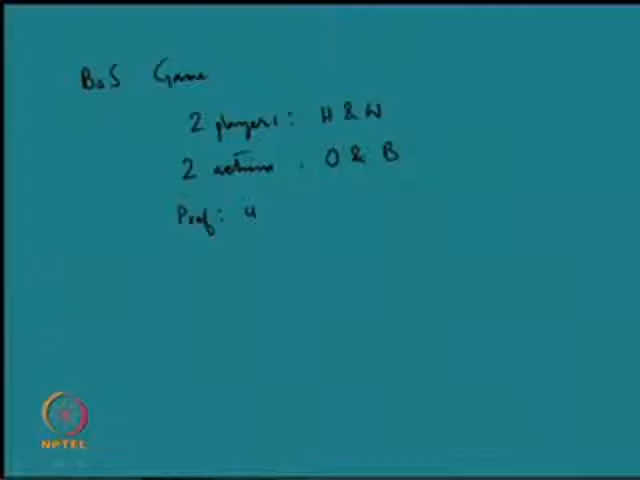 BoS Game
2 players: H & W
2 actions : O & B
Pref: u
NPTEL